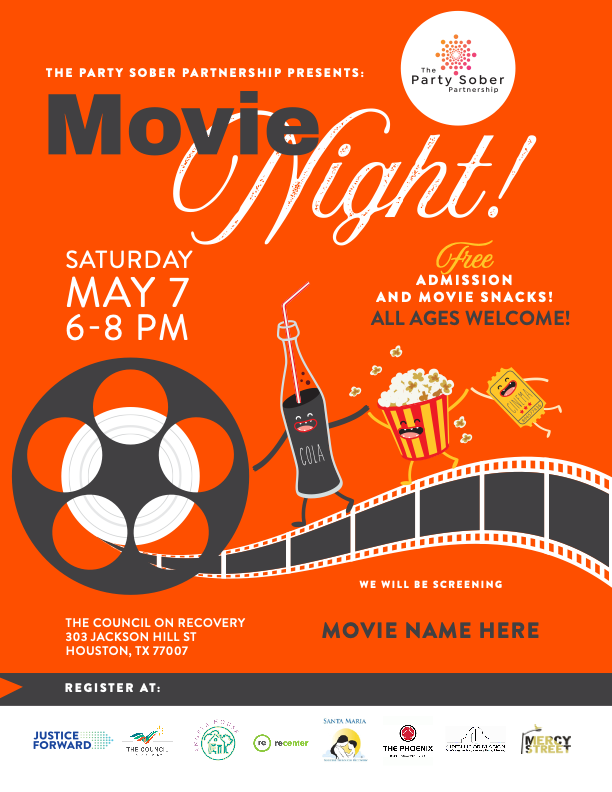 THE PARTY SOBER PARTNERSHIP PRESENTS:
The
Party Sober
Partnership
Movie
Night!
SATURDAY
MAY 7
6-8 PM
Free
ADMISSION
AND MOVIE SNACKS!
ALL AGES WELCOME!
COLA
CINEMA
WE WILL BE SCREENING
MOVIE NAME HERE
THE COUNCIL ON RECOVERY
303 JACKSON HILL ST
HOUSTON, TX 77007
REGISTER AT:
JUSTICE
FORWARD
THE COUNCIL
HOUSE
re recenter
SANTA MARIA
THE PHOENIX
MERCY
STREET